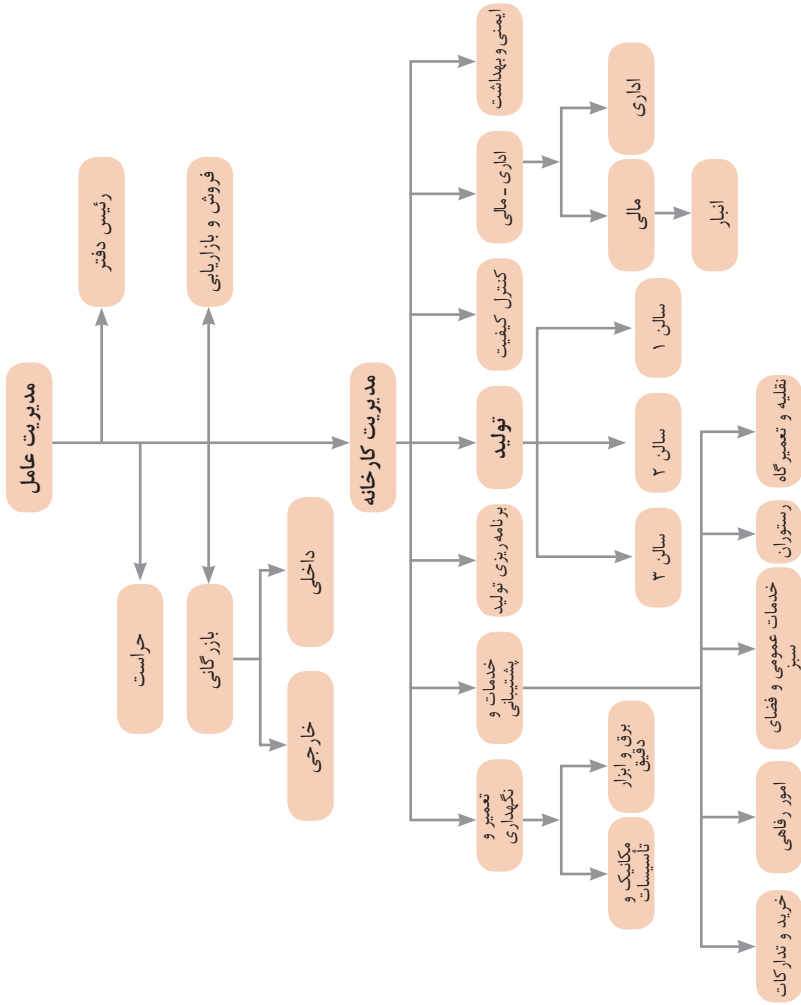 مدیریت عامل
رئیس دفتر
حراست
فروش و بازاریابی
بازرگانی
داخلی
خارجی
مدیریت کارخانه
ایمنی و بهداشت
اداری - مالی
کنترل کیفیت
تولید
برنامه ریزی تولید
خدمات و
پشتیبانی
تعمیر و
نگهداری
اداری
مالی
انبار
سالن ۱
سالن ۲
سالن ۳
برق و ابزار
دقیق
مکانیک و
تأسیسات
نقلیه و تعمیرگاه
رستوران
خدمات عمومی و فضای
سبز
امور رفاهی
خرید و تدارکات